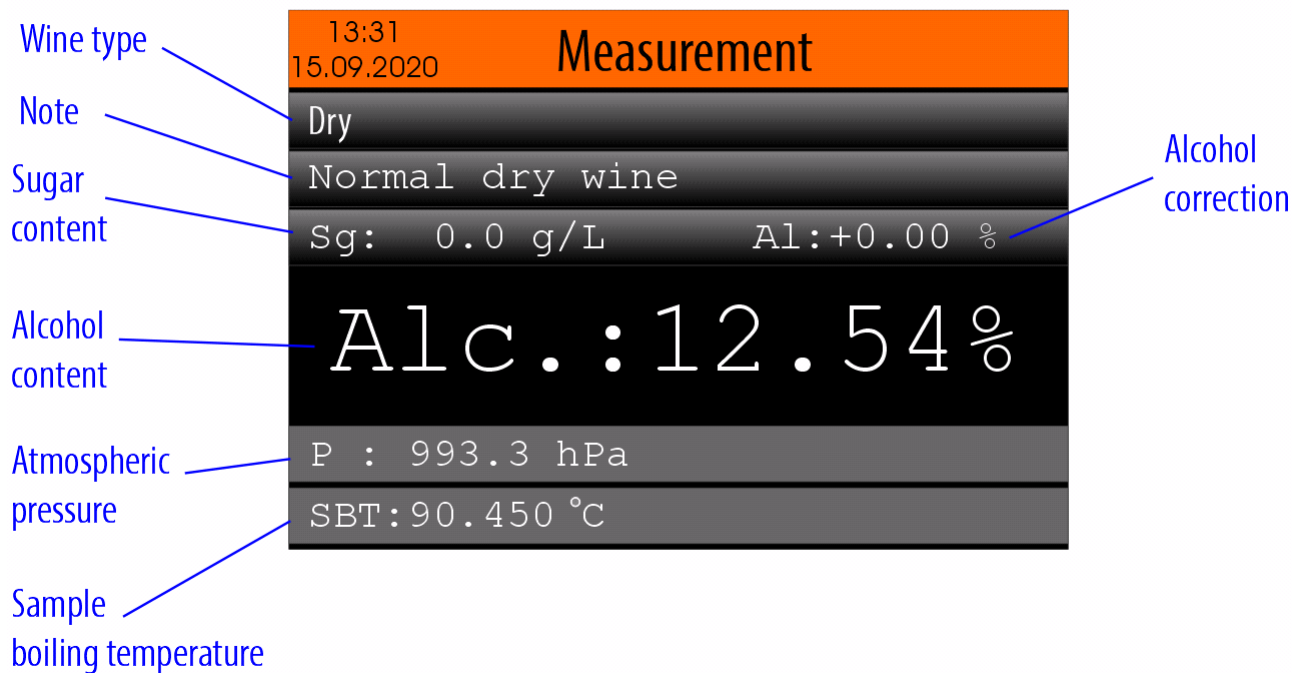 Wine type
13:31
15.09.2020
Measurement
Note
Dry
Normal dry wine
Sugar
content
Sg: 0.0 g/L Al:+0.00 %
Alcohol
correction
Alcohol
content
Alc.:12.54%
Atmospheric
pressure
P : 993.3 hPa
SBT:90.450 °C
Sample
boiling temperature